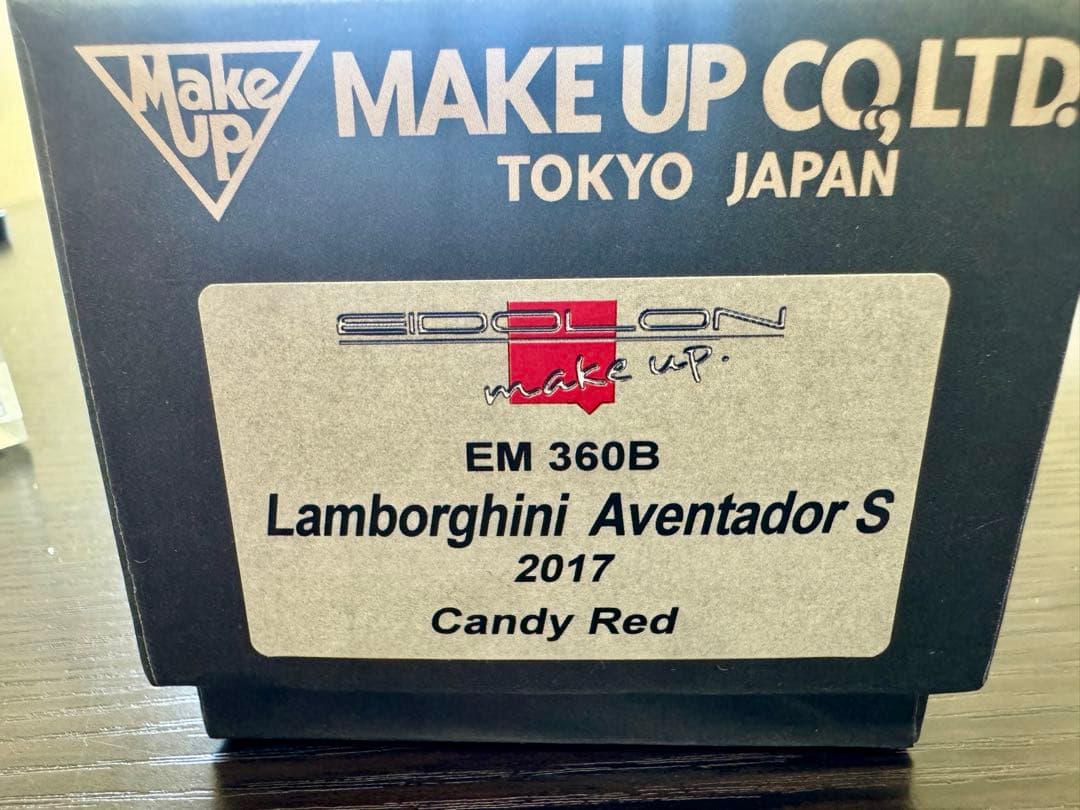 Make Up
MAKE UP CO.,LTD.
TOKYO JAPAN
EIDOLON
make up.
EM 360B
Lamborghini Aventador S
2017
Candy Red